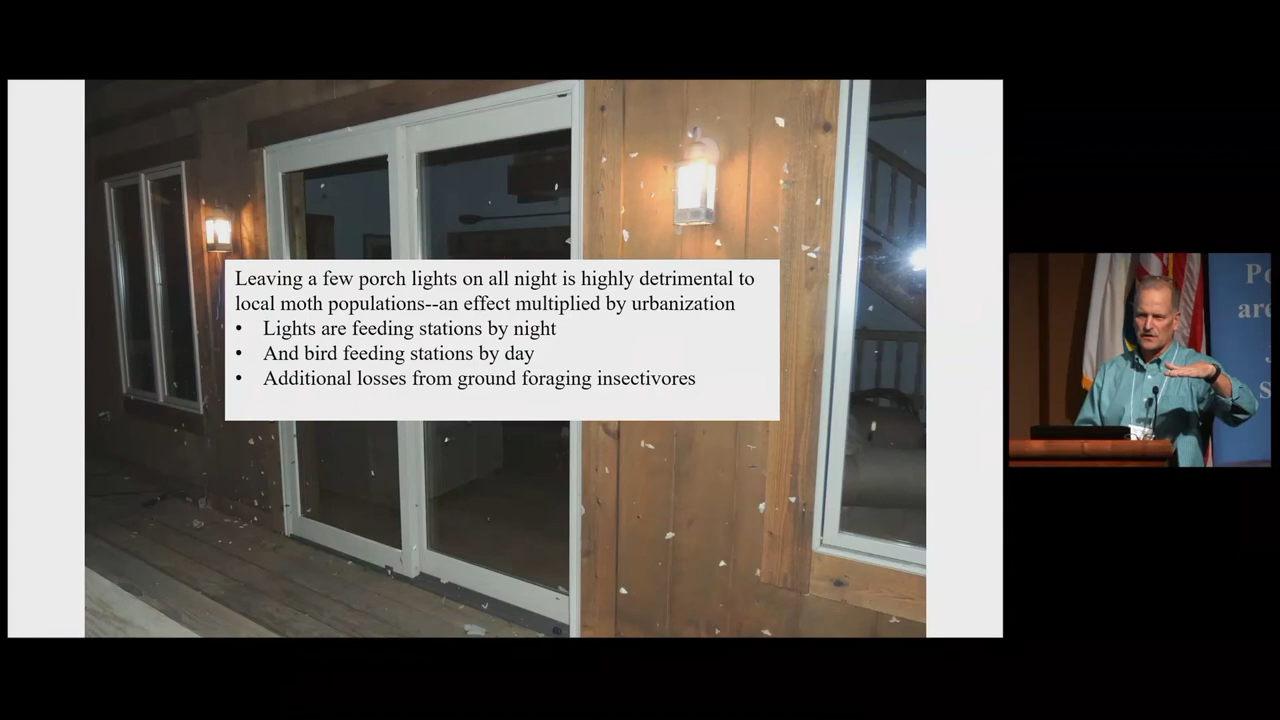 Leaving a few porch lights on all night is highly detrimental to
local moth populations--an effect multiplied by urbanization
• Lights are feeding stations by night
• And bird feeding stations by day
• Additional losses from ground foraging insectivores